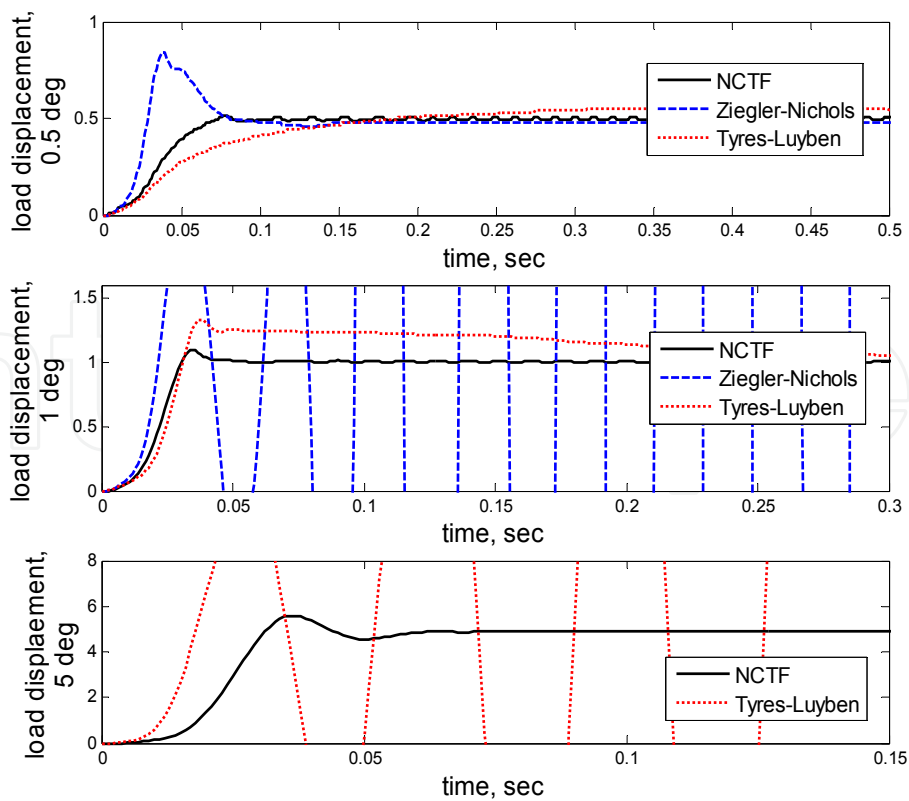 load displacement,
0.5 deg
1
0.5
0
NCTF
Ziegler-Nichols
Tyres-Luyben
0 0.05 0.1 0.15 0.2 0.25 0.3 0.35 0.4 0.45 0.5
time, sec
load displacement,
1 deg
1.5
1
0.5
0
NCTF
Ziegler-Nichols
Tyres-Luyben
0 0.05 0.1 0.15 0.2 0.25 0.3
time, sec
load displaement,
5 deg
8
6
4
2
0
NCTF
Tyres-Luyben
0 0.05 0.1 0.15
time, sec